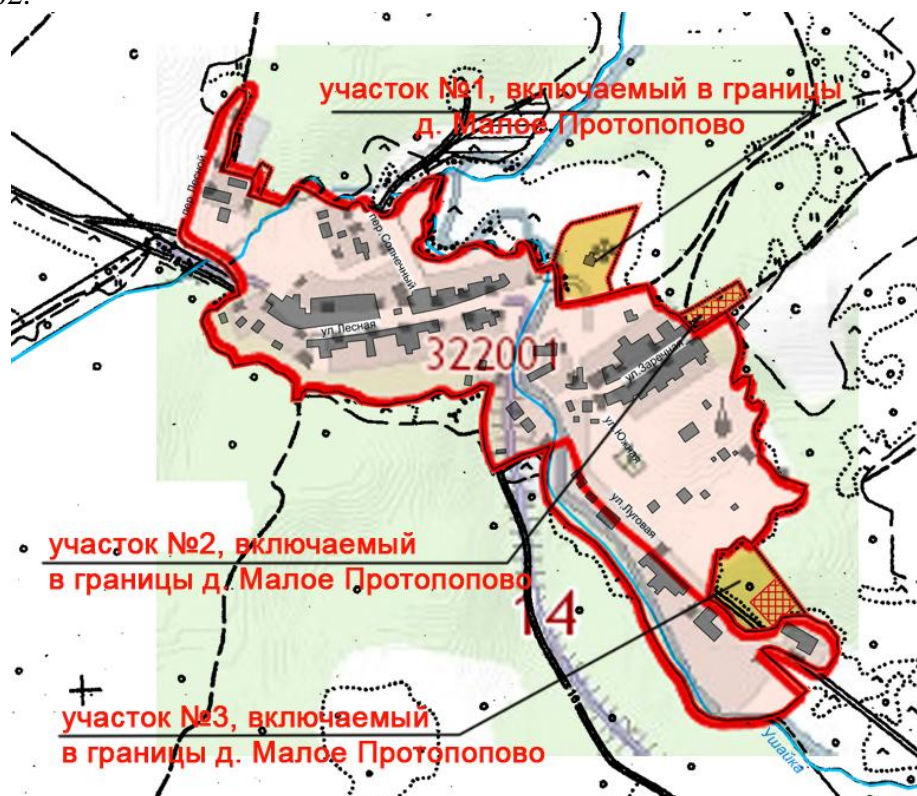 участок №1, включаемый в границы
д. Малое Протопопово
пер.Лесной
пер.Солнечный
ул.Лесная
322001
ул.Заречная
ул.Южная
ул.Луговая
участок №2, включаемый
в границы д. Малое Протопопово
14
участок №3, включаемый
в границы д. Малое Протопопово
Ушайка